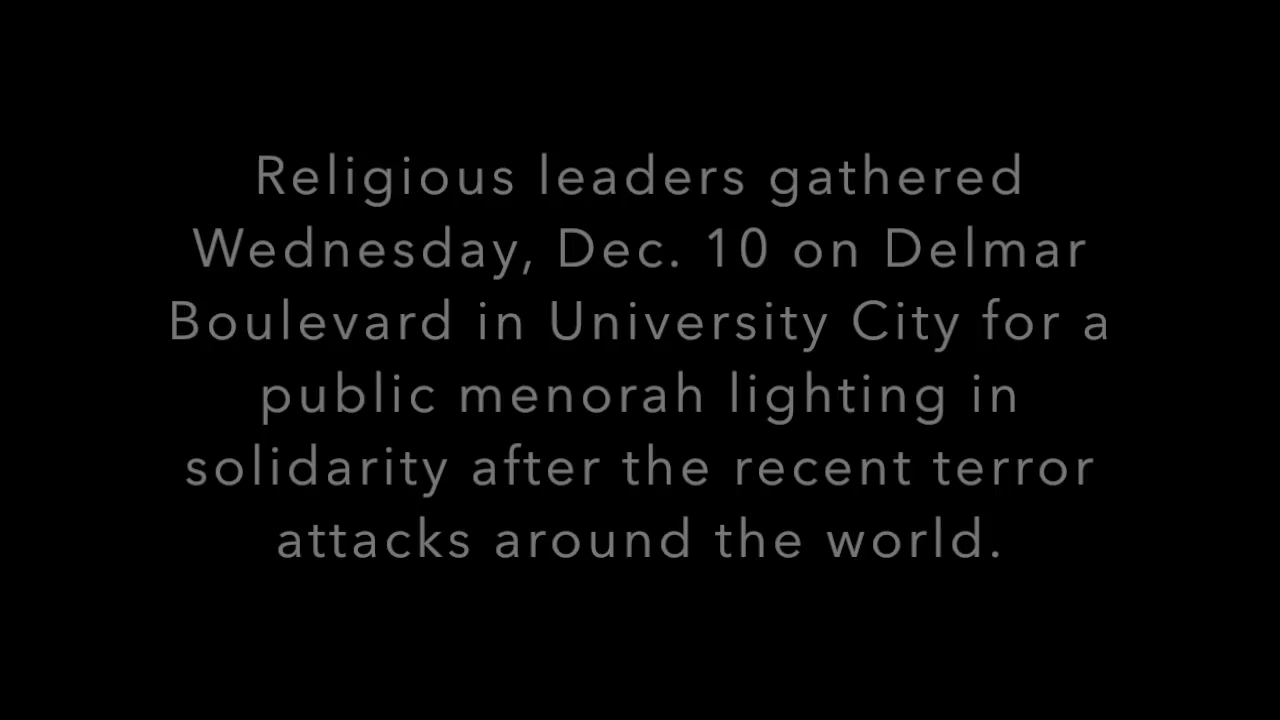 Religious leaders gathered
Wednesday, Dec. 10 on Delmar
Boulevard in University City for a
public menorah lighting in
solidarity after the recent terror
attacks around the world.